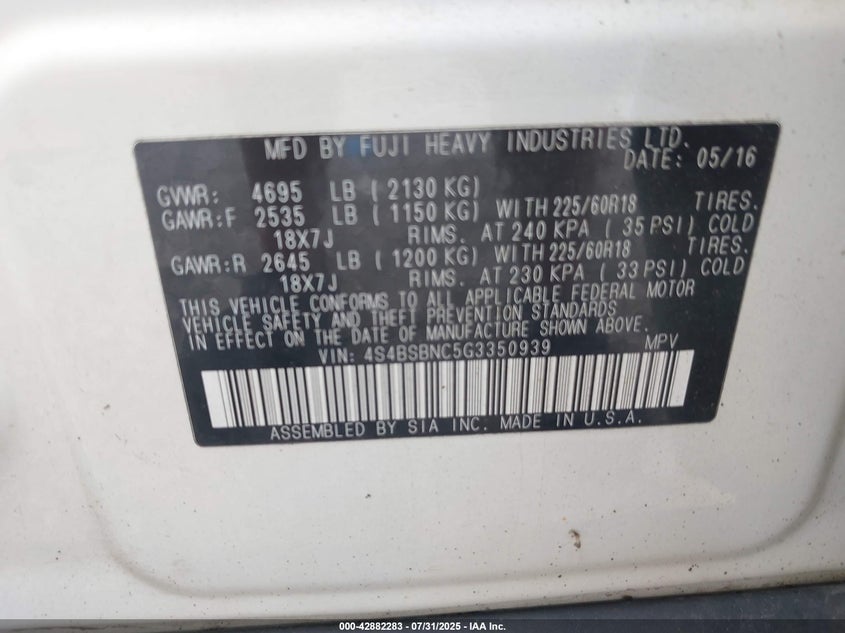 MFD BY FUJI HEAVY INDUSTRIES LTD.
DATE: 05/16
GVWR: 4695 LB ( 2130 KG)
GAWR:F 2535 LB ( 1150 KG) WITH 225/60R18 TIRES.
18X7J RIMS. AT 240 KPA ( 35 PSI) COLD
GAWR:R 2645 LB ( 1200 KG) WITH 225/60R18 TIRES.
18X7J RIMS. AT 230 KPA ( 33 PSI) COLD
THIS VEHICLE CONFORMS TO ALL APPLICABLE FEDERAL MOTOR
VEHICLE SAFETY AND THEFT PREVENTION STANDARDS
IN EFFECT ON THE DATE OF MANUFACTURE SHOWN ABOVE.
VIN: 4S4BSBNC5G3350939 MPV
ASSEMBLED BY SIA INC. MADE IN U.S.A.
000-42882283 - 07/31/2025 - IAA Inc.